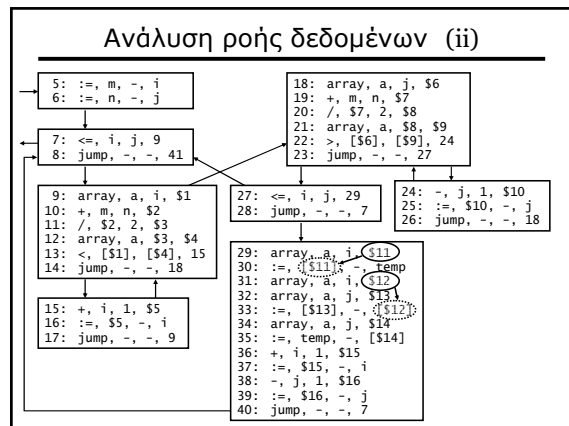 Ανάλυση ροής δεδομένων (ii)
5: :=, m, -, i
6: :=, n, -, j
7: <=, i, j, 9
8: jump, -, -, 41
9: array, a, i, $1
10: +, m, n, $2
11: /, $2, 2, $3
12: array, a, $3, $4
13: <, [$1], [$4], 15
14: jump, -, -, 18
15: +, i, 1, $5
16: :=, $5, -, i
17: jump, -, -, 9
18: array, a, j, $6
19: +, m, n, $7
20: /, $7, 2, $8
21: array, a, $8, $9
22: >, [$6], [$9], 24
23: jump, -, -, 27
27: <=, i, j, 29
28: jump, -, -, 7
24: -, j, 1, $10
25: :=, $10, -, j
26: jump, -, -, 18
29: array, a, i, $11
30: :=, [$11], -, temp
31: array, a, i, $12
32: array, a, j, $13
33: :=, [$13], -, [$12]
34: array, a, j, $14
35: :=, temp, -, [$14]
36: +, i, 1, $15
37: :=, $15, -, i
38: -, j, 1, $16
39: :=, $16, -, j
40: jump, -, -, 7